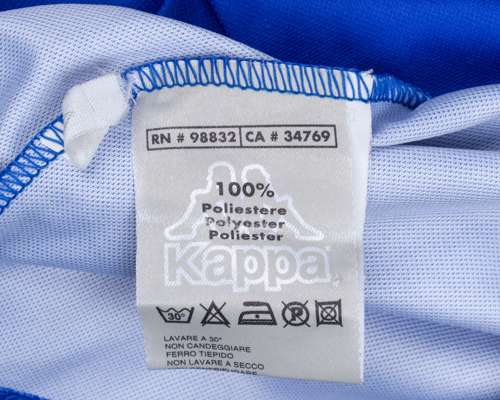 RN # 98832 CA # 34769
100%
Poliestere
Polyester
Poliester
Kappa
30°
LAVARE A 30°
NON CANDEGGIARE
FERRO TIEPIDO
NON LAVARE A SECCO